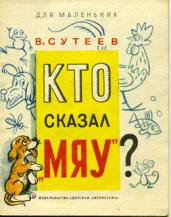 ДЛЯ МАЛЕНЬКИХ
В. СУТЕЕВ
КТО
СКАЗАЛ
„МЯУ"?
ИЗДАТЕЛЬСТВО «ДЕТСКАЯ ЛИТЕРАТУРА»